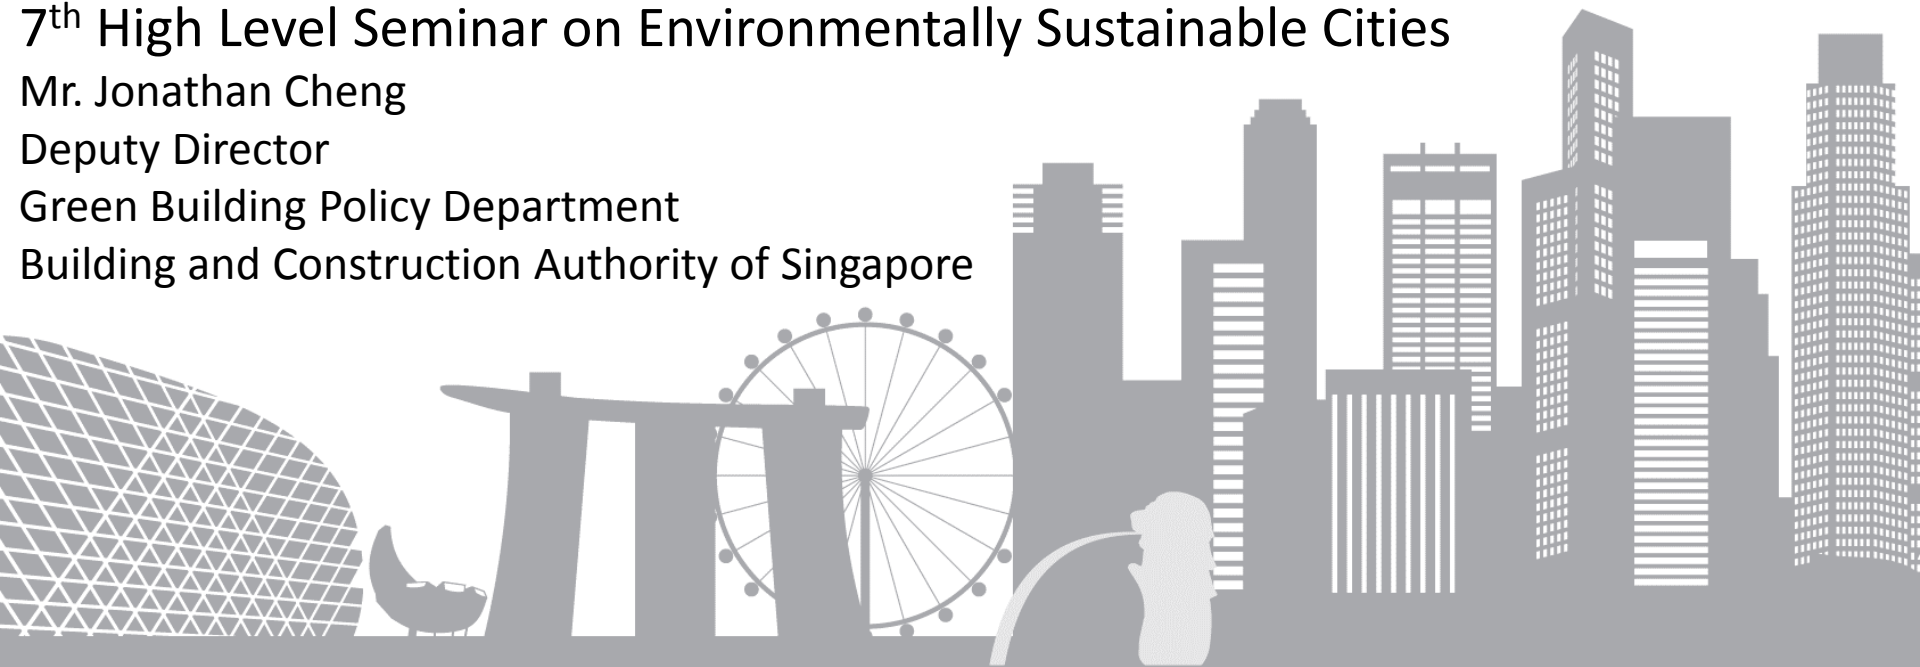 7th High Level Seminar on Environmentally Sustainable Cities
Mr. Jonathan Cheng
Deputy Director
Green Building Policy Department
Building and Construction Authority of Singapore